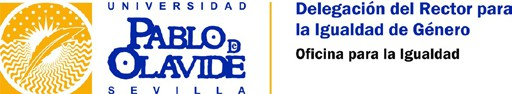 UNIVERSIDAD
PABLO DE
OLAVIDE
SEVILLA
Delegación del Rector para
la Igualdad de Género
Oficina para la Igualdad